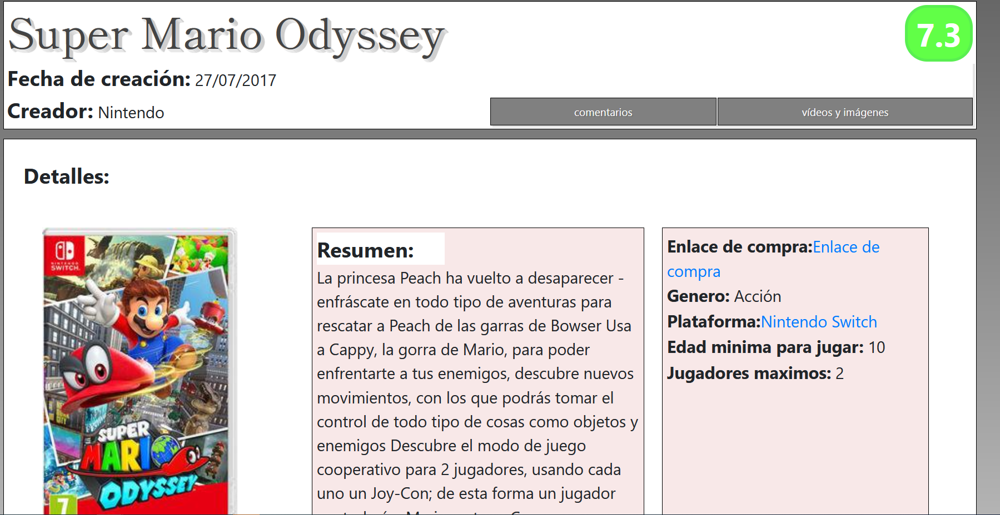 Super Mario Odyssey
7.3
Fecha de creación: 27/07/2017
Creador: Nintendo
comentarios
vídeos y imágenes
Detalles:
NINTENDO
SWITCH.
SUPER
MARIO
ODYSSEY
7
Resumen:
La princesa Peach ha vuelto a desaparecer -
enfráscate en todo tipo de aventuras para
rescatar a Peach de las garras de Bowser Usa
a Cappy, la gorra de Mario, para poder
enfrentarte a tus enemigos, descubre nuevos
movimientos, con los que podrás tomar el
control de todo tipo de cosas como objetos y
enemigos Descubre el modo de juego
cooperativo para 2 jugadores, usando cada
uno un Joy-Con; de esta forma un jugador
Enlace de compra:Enlace de
compra
Genero: Acción
Plataforma:Nintendo Switch
Edad minima para jugar: 10
Jugadores maximos: 2